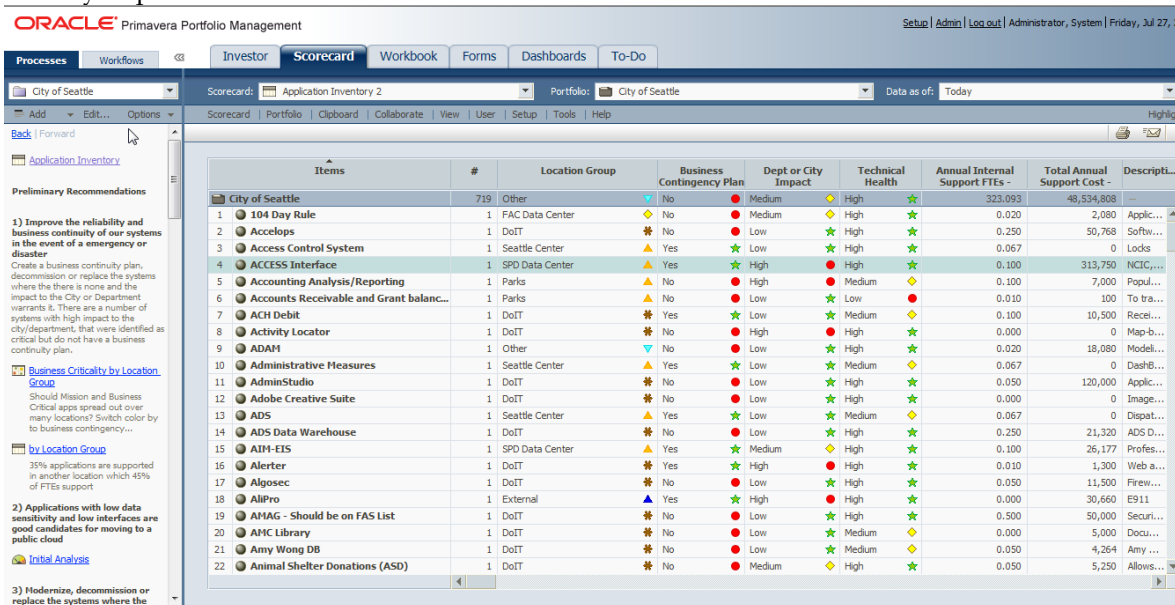 ORACLE Primavera Portfolio Management
Setup | Admin | Log out | Administrator, System | Friday, Jul 27,
Processes Workflows
Investor Scorecard Workbook Forms Dashboards To-Do
City of Seattle
Scorecard: Application Inventory 2 Portfolio: City of Seattle Data as of: Today
Add Edit... Options
Scorecard | Portfolio | Clipboard | Collaborate | View | User | Setup | Tools | Help
Back | Forward
Application Inventory
Preliminary Recommendations
1) Improve the reliability and
business continuity of our systems
in the event of a emergency or
disaster
Create a business continuity plan,
decommission or replace the systems
where the there is none and the
impact to the City or Department
warrants it. There are a number of
systems with high impact to the
city/department, that were identified as
critical but do not have a business
continuity plan.
Business Criticality by Location
Group
Should Mission and Business
Critical apps spread out over
many locations? Switch color by
to business contingency...
by Location Group
35% applications are supported
in another location which 45%
of FTEs support
2) Applications with low data
sensitivity and low interfaces are
good candidates for moving to a
public cloud
Initial Analysis
3) Modernize, decommission or
replace the systems where the
Items # Location Group Business Contingency Plan Dept or City Impact Technical Health Annual Internal Support FTEs - Total Annual Support Cost - Descripti...
City of Seattle 719 Other No Medium High 323.093 48,534,808 --
1 104 Day Rule 1 FAC Data Center No Medium High 0.020 2,080 Applic...
2 Accelops 1 DoIT No Low High 0.250 50,768 Softw...
3 Access Control System 1 Seattle Center Yes Low High 0.067 0 Locks
4 ACCESS Interface 1 SPD Data Center Yes High High 0.100 313,750 NCIC,...
5 Accounting Analysis/Reporting 1 Parks No High Medium 0.100 7,000 Popul...
6 Accounts Receivable and Grant balanc... 1 Parks No Low Low 0.010 100 To tra...
7 ACH Debit 1 DoIT Yes Low Medium 0.100 10,500 Recei...
8 Activity Locator 1 DoIT No High High 0.000 0 Map-b...
9 ADAM 1 Other No Low High 0.020 18,080 Modeli...
10 Administrative Measures 1 Seattle Center Yes Low Medium 0.067 0 DashB...
11 AdminStudio 1 DoIT No Low High 0.050 120,000 Applic...
12 Adobe Creative Suite 1 DoIT No Low High 0.000 0 Image...
13 ADS 1 Seattle Center Yes Low Medium 0.067 0 Dispat...
14 ADS Data Warehouse 1 DoIT No Low High 0.250 21,320 ADS D...
15 AIM-EIS 1 SPD Data Center Yes Medium High 0.100 26,177 Profes...
16 Alerter 1 DoIT Yes High High 0.010 1,300 Web a...
17 Algosec 1 DoIT No Low High 0.050 11,500 Firew...
18 AliPro 1 External Yes High High 0.000 30,660 E911
19 AMAG - Should be on FAS List 1 DoIT No Low High 0.500 50,000 Securi...
20 AMC Library 1 DoIT No Low Medium 0.000 5,000 Docu...
21 Amy Wong DB 1 DoIT No Low Medium 0.050 4,264 Amy ...
22 Animal Shelter Donations (ASD) 1 DoIT No Medium High 0.050 5,250 Allows...